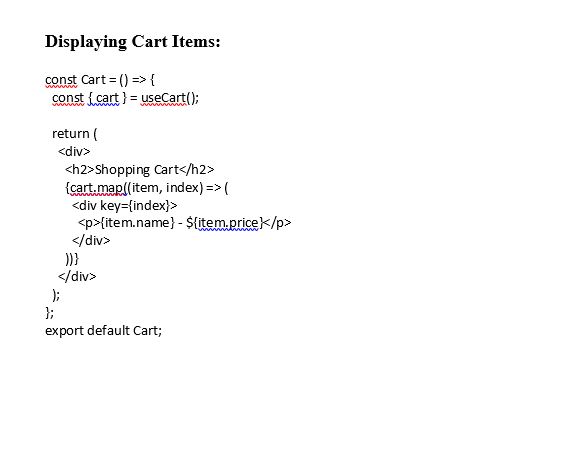 Displaying Cart Items:
const Cart = () => {
const { cart } = useCart();
return (
<div>
<h2>Shopping Cart</h2>
{cart.map((item, index) => (
<div key={index}>
<p>{item.name} - ${item.price}</p>
</div>
))}
</div>
);
};
export default Cart;